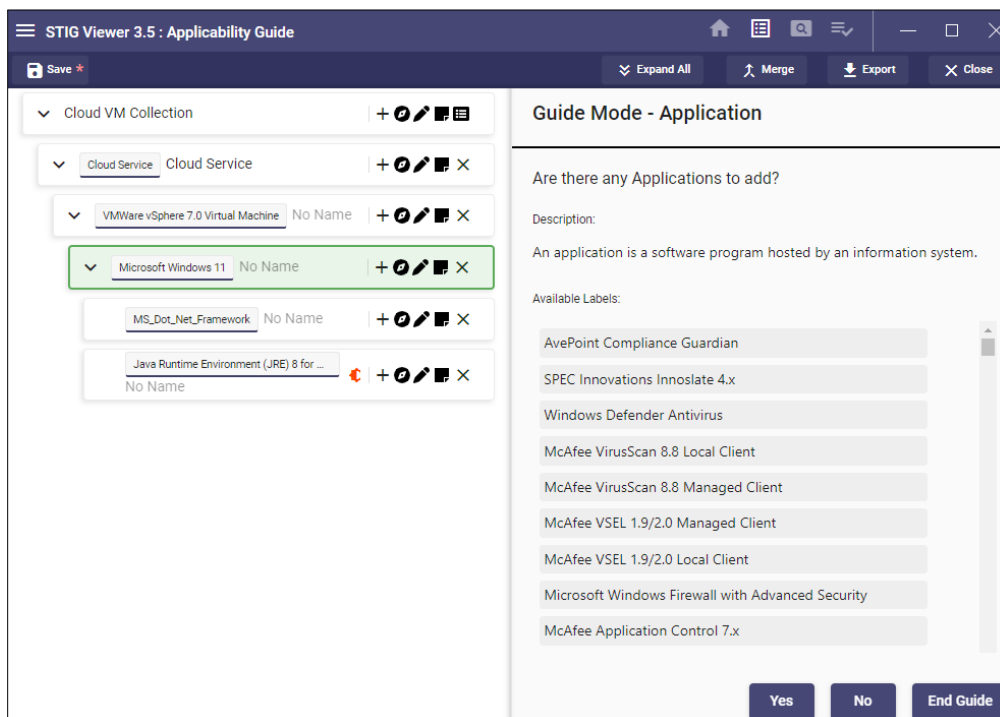 STIG Viewer 3.5 : Applicability Guide
Save *
Expand All
Merge
Export
Close
Cloud VM Collection
Cloud Service Cloud Service
VMWare vSphere 7.0 Virtual Machine No Name
Microsoft Windows 11 No Name
MS_Dot_Net_Framework No Name
Java Runtime Environment (JRE) 8 for ...
No Name
Guide Mode - Application
Are there any Applications to add?
Description:
An application is a software program hosted by an information system.
Available Labels:
AvePoint Compliance Guardian
SPEC Innovations Innoslate 4.x
Windows Defender Antivirus
McAfee VirusScan 8.8 Local Client
McAfee VirusScan 8.8 Managed Client
McAfee VSEL 1.9/2.0 Managed Client
McAfee VSEL 1.9/2.0 Local Client
Microsoft Windows Firewall with Advanced Security
McAfee Application Control 7.x
Yes
No
End Guide